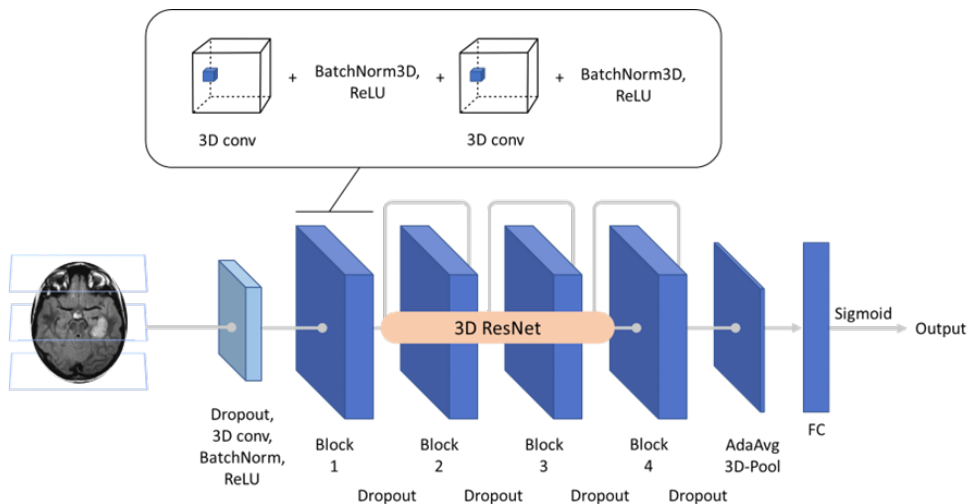 +
BatchNorm3D,
ReLU
+
+
BatchNorm3D,
ReLU
3D conv
3D conv
3D ResNet
Sigmoid
Output
Dropout,
3D conv,
BatchNorm,
ReLU
Block
1
Block
2
Block
3
Block
4
AdaAvg
3D-Pool
FC
Dropout
Dropout
Dropout
Dropout